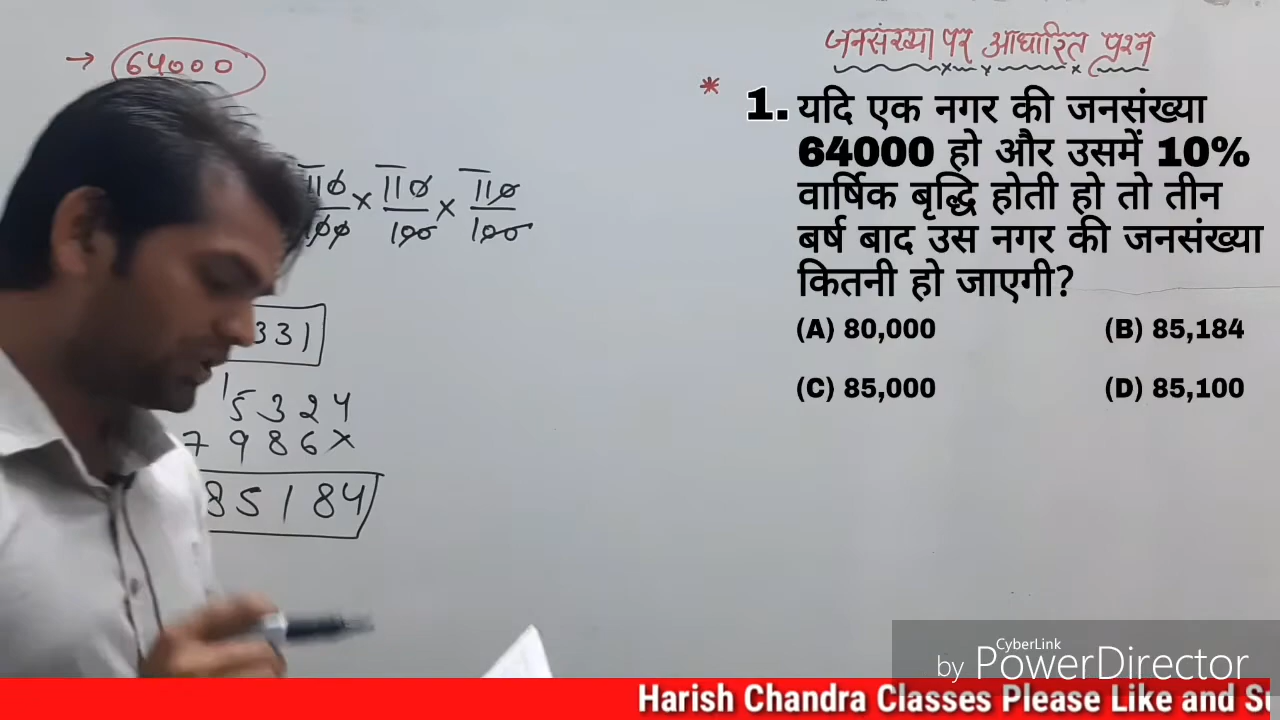 जनसंख्या पर आधारित प्रश्न
→ 64000
* 1. यदि एक नगर की जनसंख्या
64000 हो और उसमें 10%
वार्षिक बृद्धि होती हो तो तीन
बर्ष बाद उस नगर की जनसंख्या
कितनी हो जाएगी?
(A) 80,000 (B) 85,184
(C) 85,000 (D) 85,100
110 × 110 × 110
100 100 100
331
1
5324
7986×
85184
CyberLink
by PowerDirector
Harish Chandra Classes Please Like and